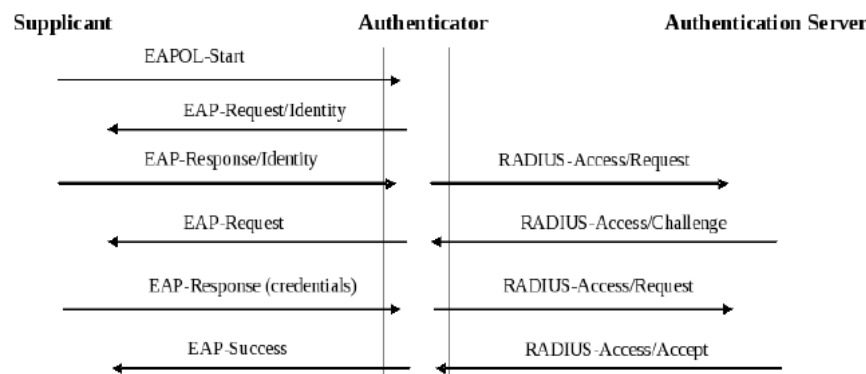 Supplicant Authenticator Authentication Server
EAPOL-Start
EAP-Request/Identity
EAP-Response/Identity RADIUS-Access/Request
EAP-Request RADIUS-Access/Challenge
EAP-Response (credentials) RADIUS-Access/Request
EAP-Success RADIUS-Access/Accept